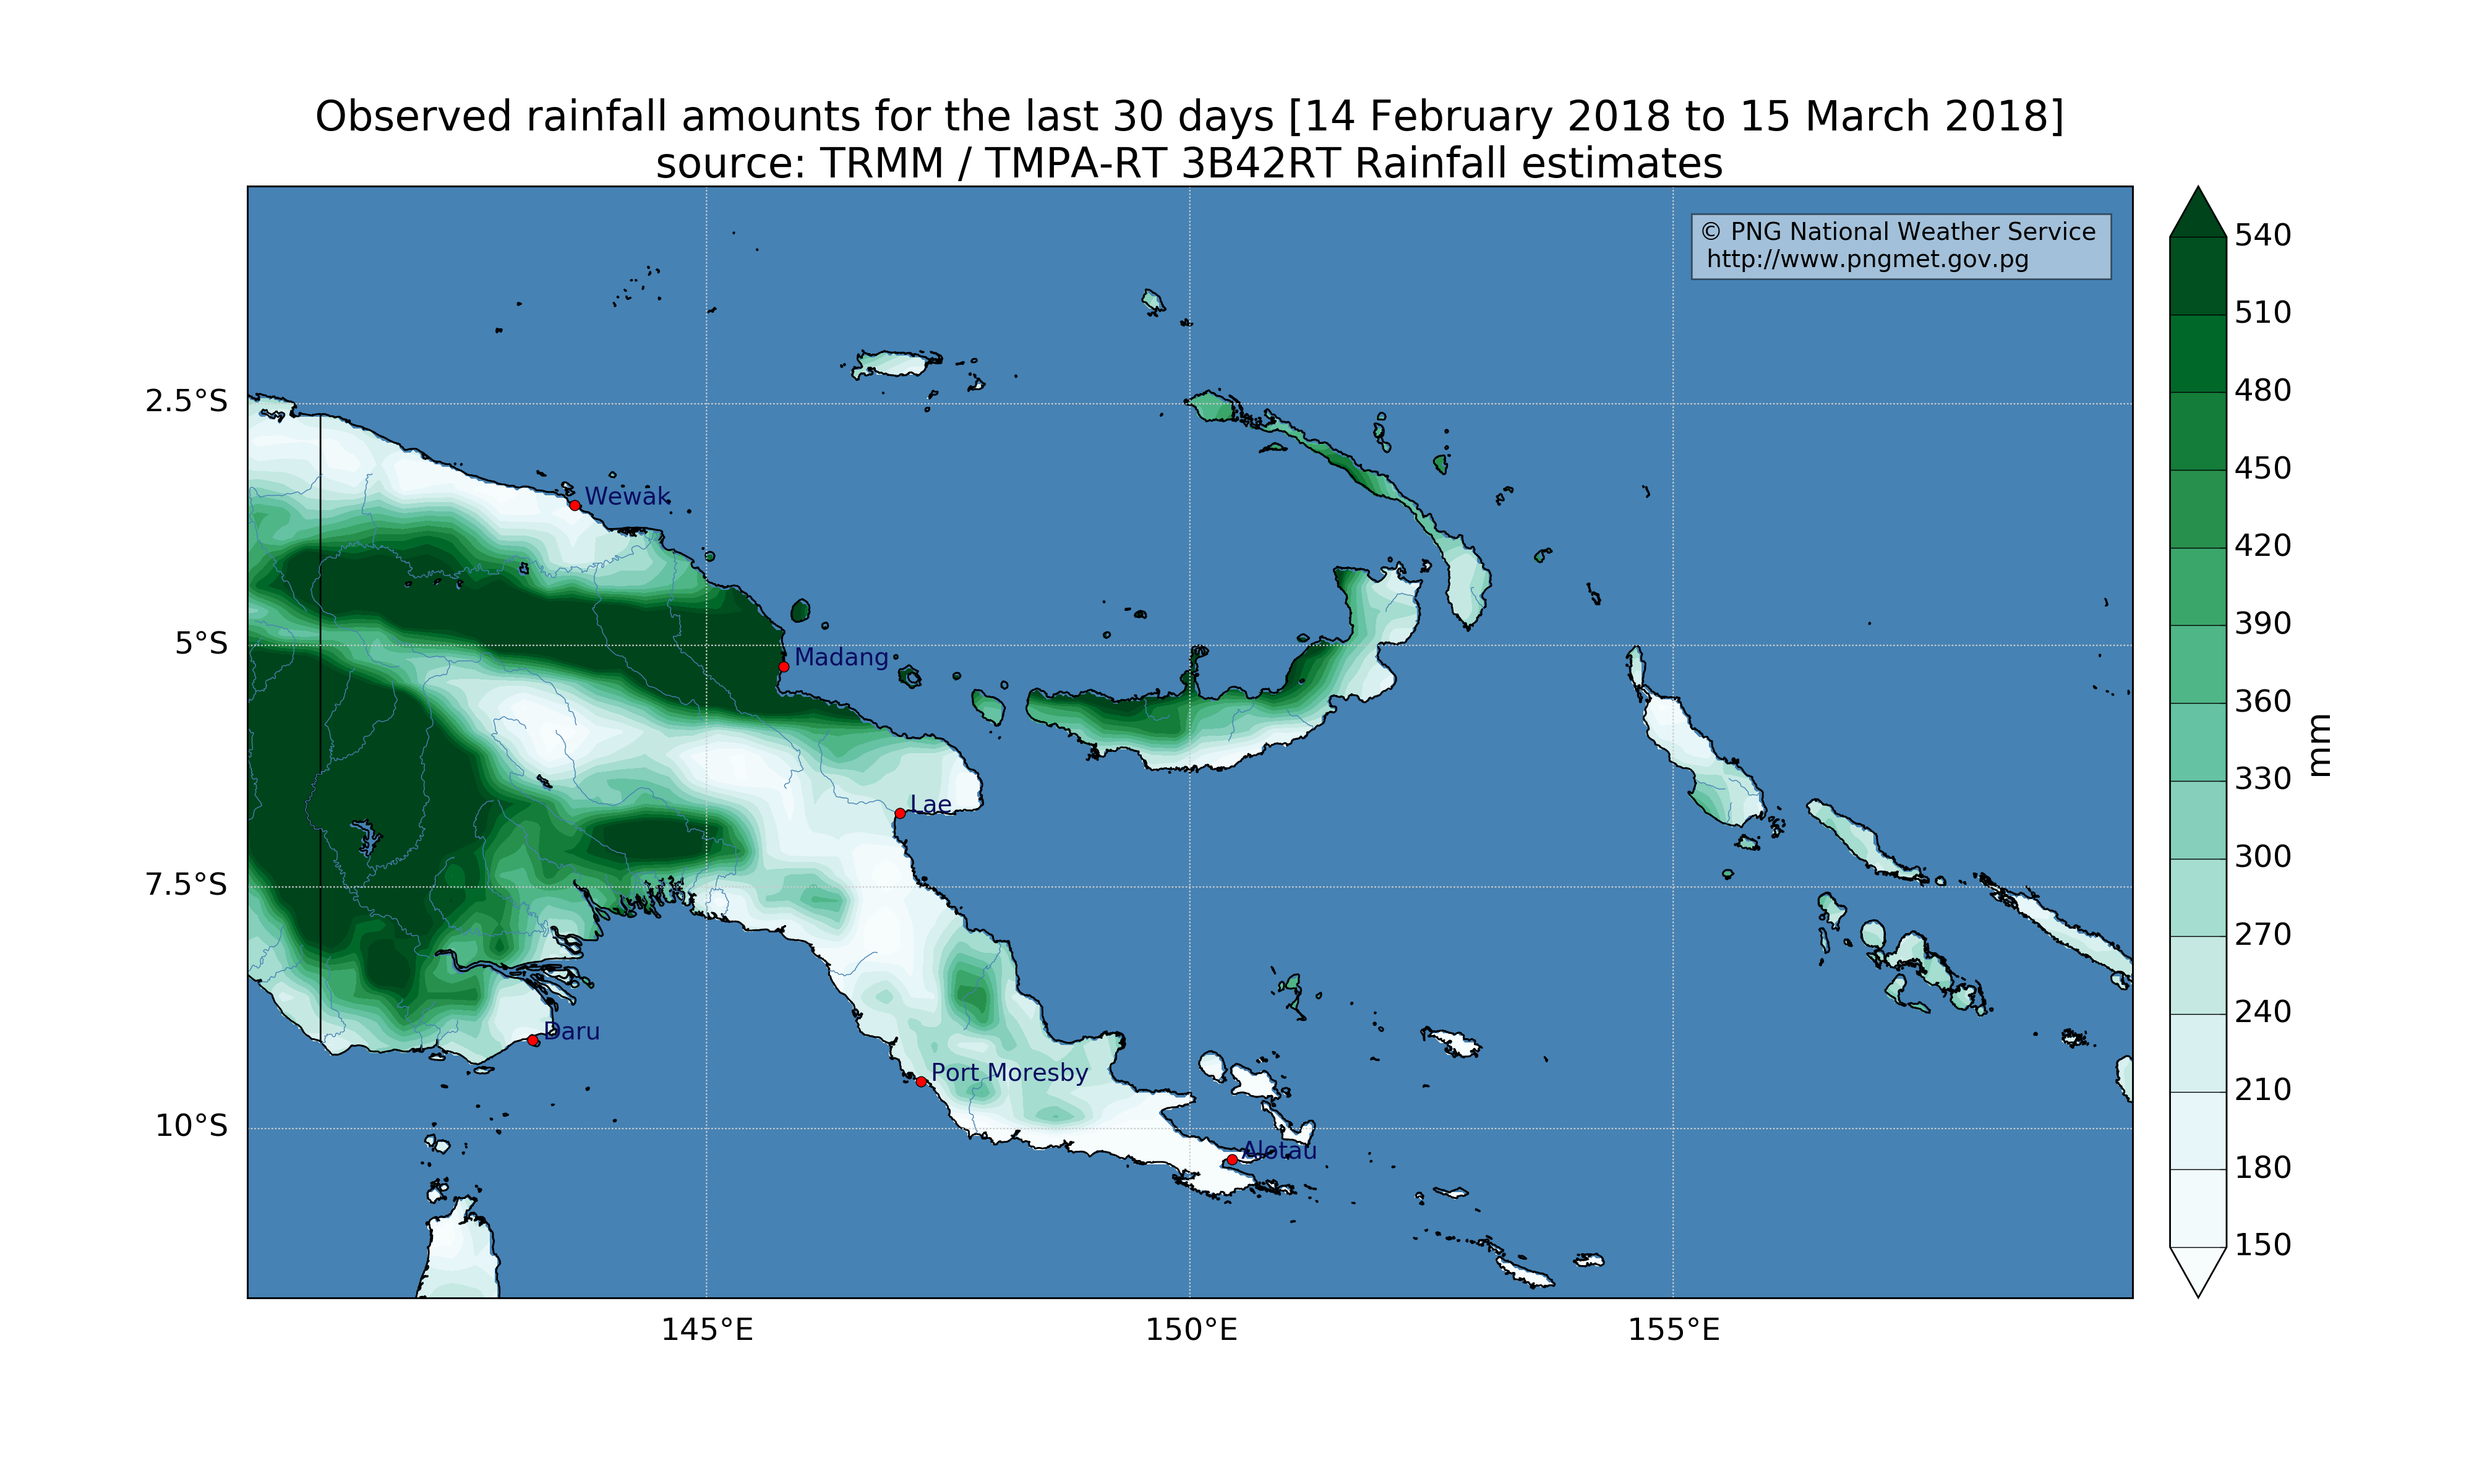 Observed rainfall amounts for the last 30 days [14 February 2018 to 15 March 2018]
source: TRMM / TMPA-RT 3B42RT Rainfall estimates
© PNG National Weather Service
http://www.pngmet.gov.pg
2.5°S
5°S
7.5°S
10°S
145°E
150°E
155°E
Wewak
Madang
Lae
Daru
Port Moresby
Alotau
540
510
480
450
420
390
360
330
300
270
240
210
180
150
mm